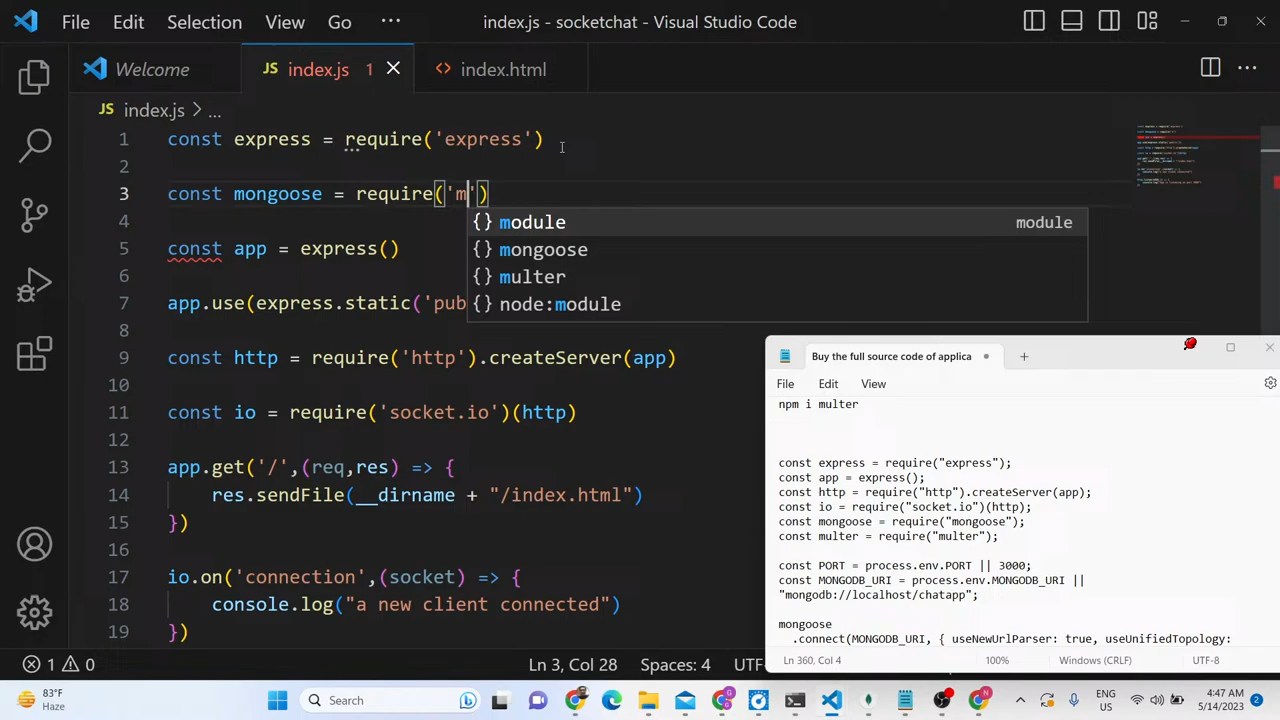 File Edit Selection View Go ··· index.js - socketchat - Visual Studio Code
Welcome JS index.js 1 <> index.html
JS index.js > ...
1 const express = require('express')
2
3 const mongoose = require('m')
4
5 const app = express()
6
7 app.use(express.static('pub
8
9 const http = require('http').createServer(app)
10
11 const io = require('socket.io')(http)
12
13 app.get('/',(req,res) => {
14 res.sendFile(__dirname + "/index.html")
15 })
16
17 io.on('connection',(socket) => {
18 console.log("a new client connected")
19 })
{} module module
{} mongoose
{} multer
{} node:module
Buy the full source code of applica
File Edit View
npm i multer
const express = require("express");
const app = express();
const http = require("http").createServer(app);
const io = require("socket.io")(http);
const mongoose = require("mongoose");
const multer = require("multer");
const PORT = process.env.PORT || 3000;
const MONGODB_URI = process.env.MONGODB_URI ||
"mongodb://localhost/chatapp";
mongoose
.connect(MONGODB_URI, { useNewUrlParser: true, useUnifiedTopology:
Ln 360, Col 4 100% Windows (CRLF) UTF-8
1 0 Ln 3, Col 28 Spaces: 4 UTF-
83°F
Haze
Search
ENG
US
4:47 AM
5/14/2023
2